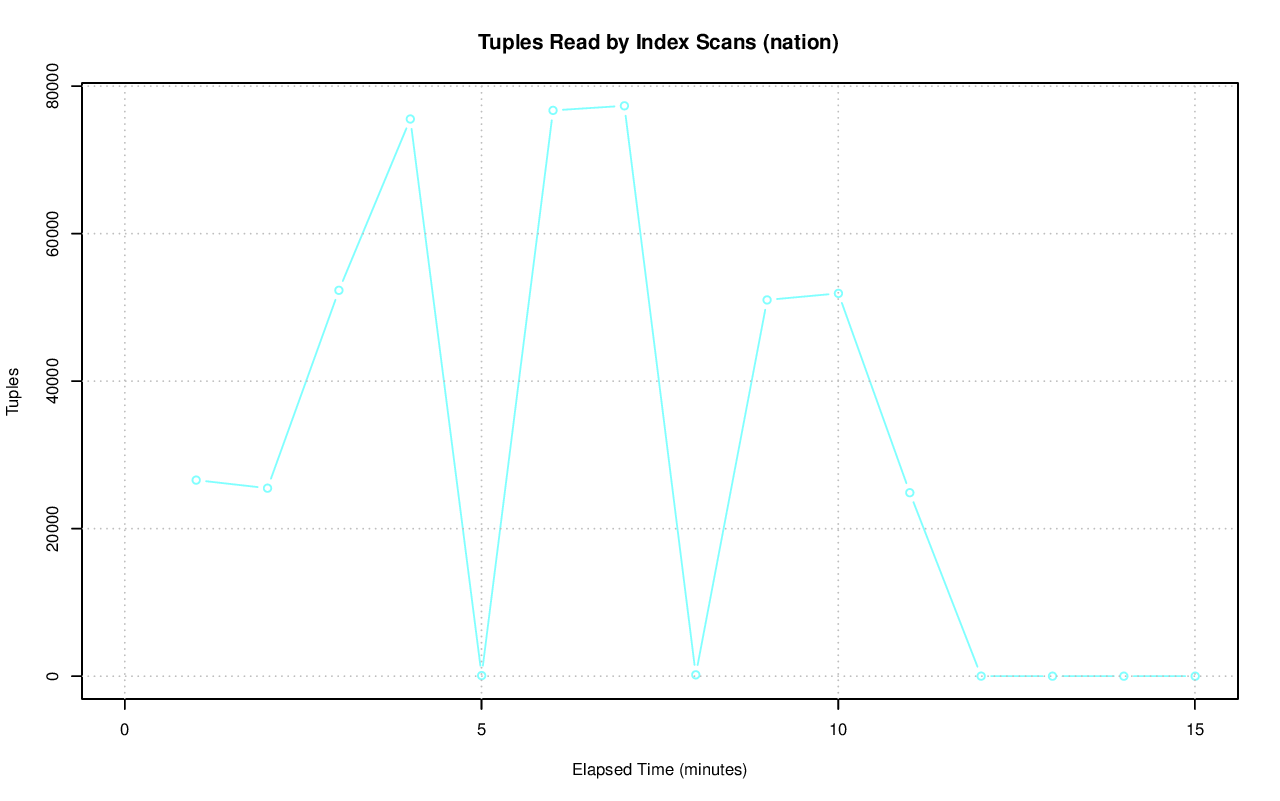 Tuples Read by Index Scans (nation)
80000
60000
40000
20000
0
Tuples
0 5 10 15
Elapsed Time (minutes)